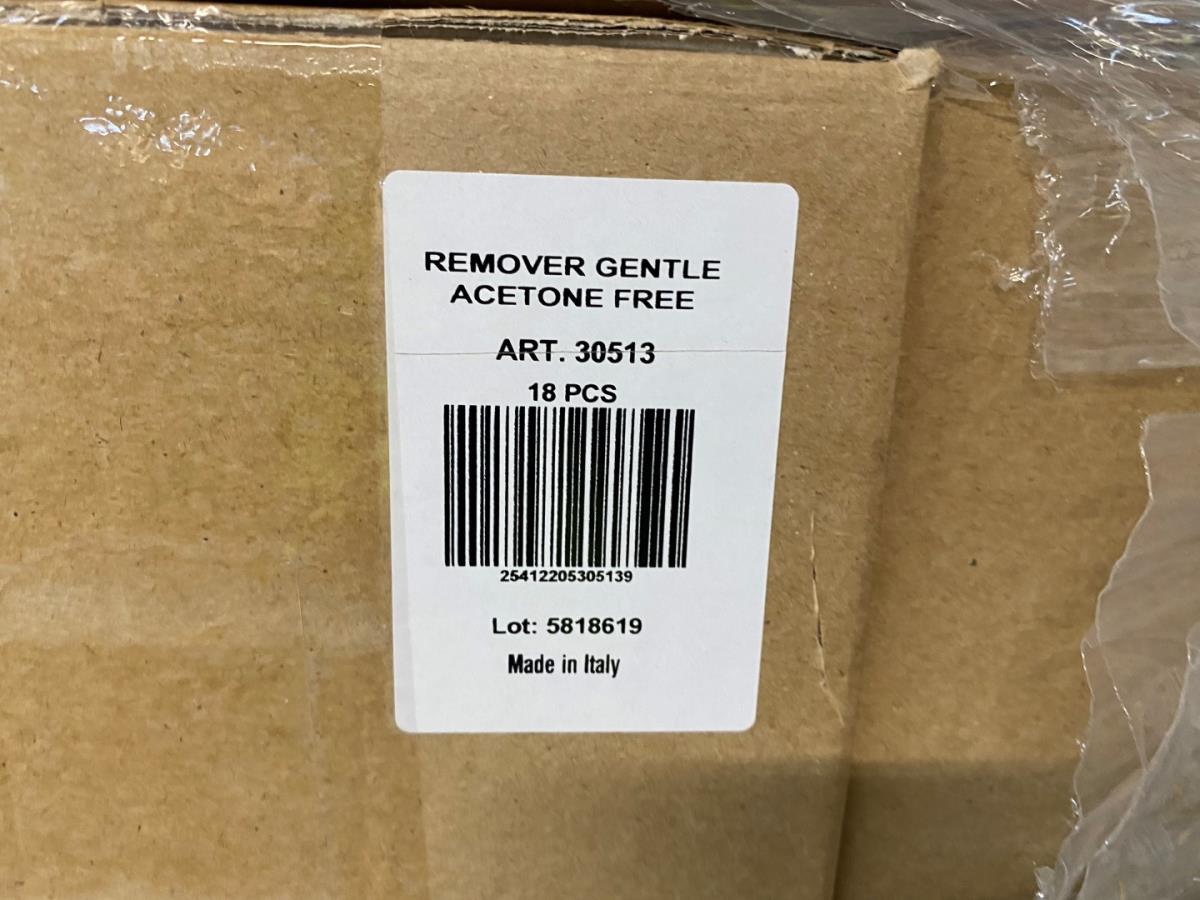 REMOVER GENTLE
ACETONE FREE
ART. 30513
18 PCS
25412205305139
Lot: 5818619
Made in Italy